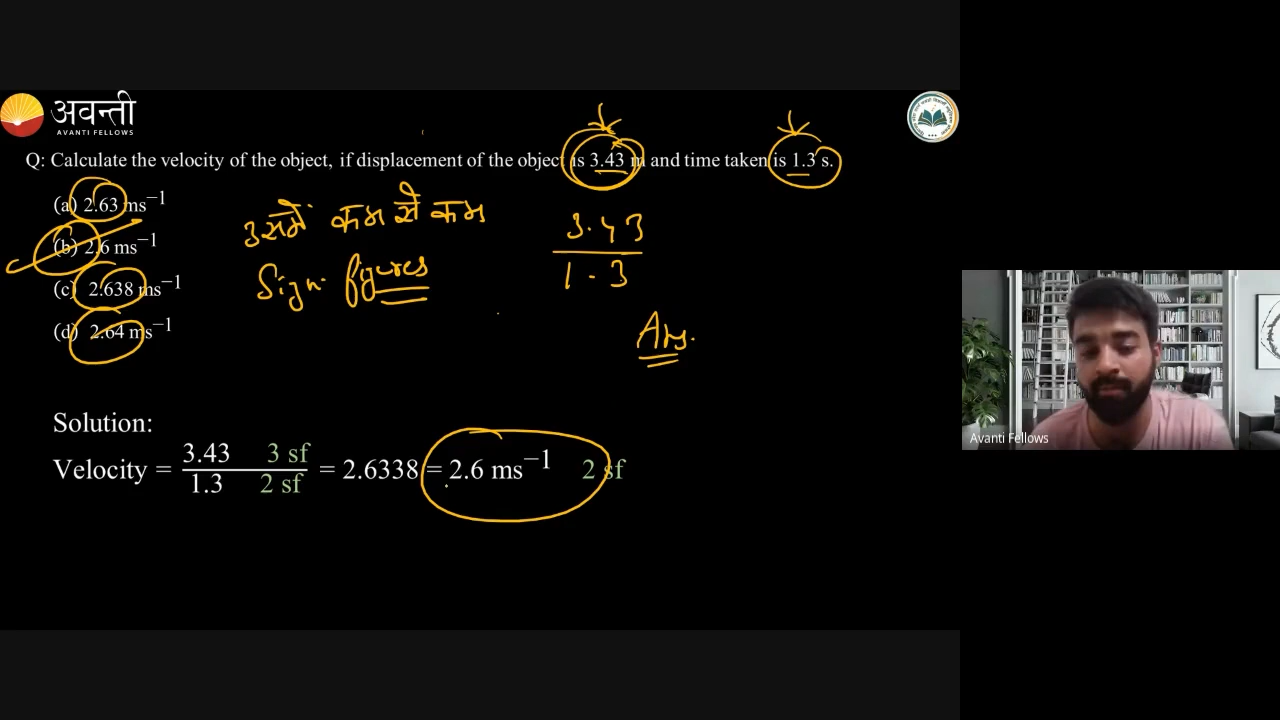 अवन्ती
AVANTI FELLOWS
Q: Calculate the velocity of the object, if displacement of the object is 3.43 m and time taken is 1.3 s.
(a) 2.63 ms⁻¹
(b) 2.6 ms⁻¹
(c) 2.638 ms⁻¹
(d) 2.64 ms⁻¹
उसमें कम से कम
Sign. figures
3.43
1.3
Ans.
Solution:
Velocity = 3.43 3 sf / 1.3 2 sf = 2.6338 = 2.6 ms⁻¹ 2 sf
Avanti Fellows